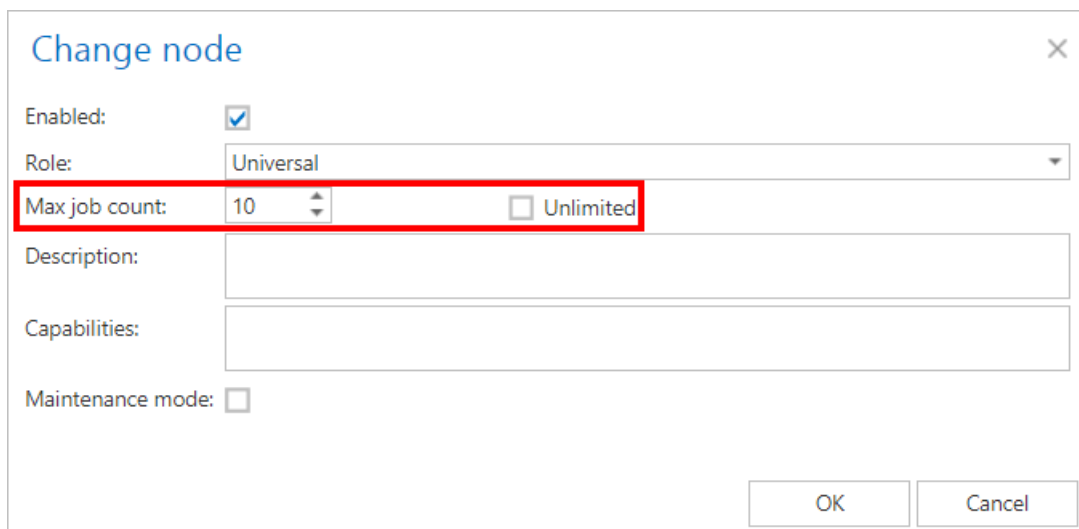 Change node
Enabled:
Role: Universal
Max job count: 10 Unlimited
Description:
Capabilities:
Maintenance mode:
OK Cancel